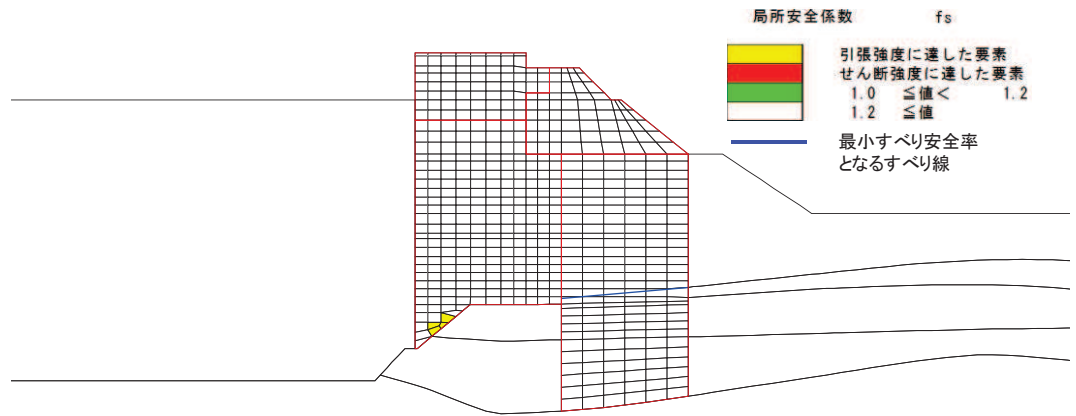 局所安全係数 fs
引張強度に達した要素
せん断強度に達した要素
1.0 ≦値< 1.2
1.2 ≦値
最小すべり安全率
となるすべり線